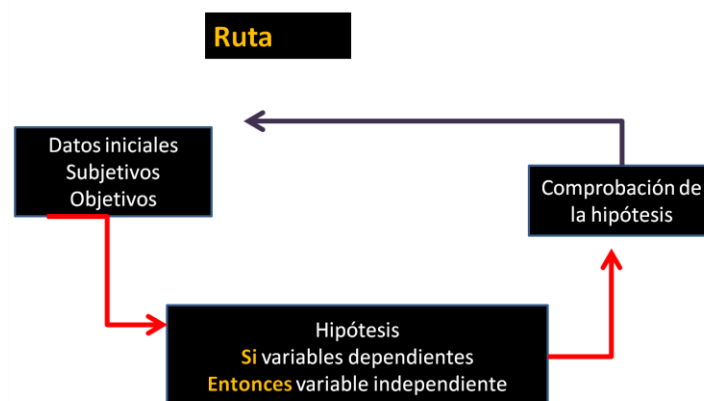 Ruta
Datos iniciales
Subjetivos
Objetivos
Comprobación de
la hipótesis
Hipótesis
Si variables dependientes
Entonces variable independiente